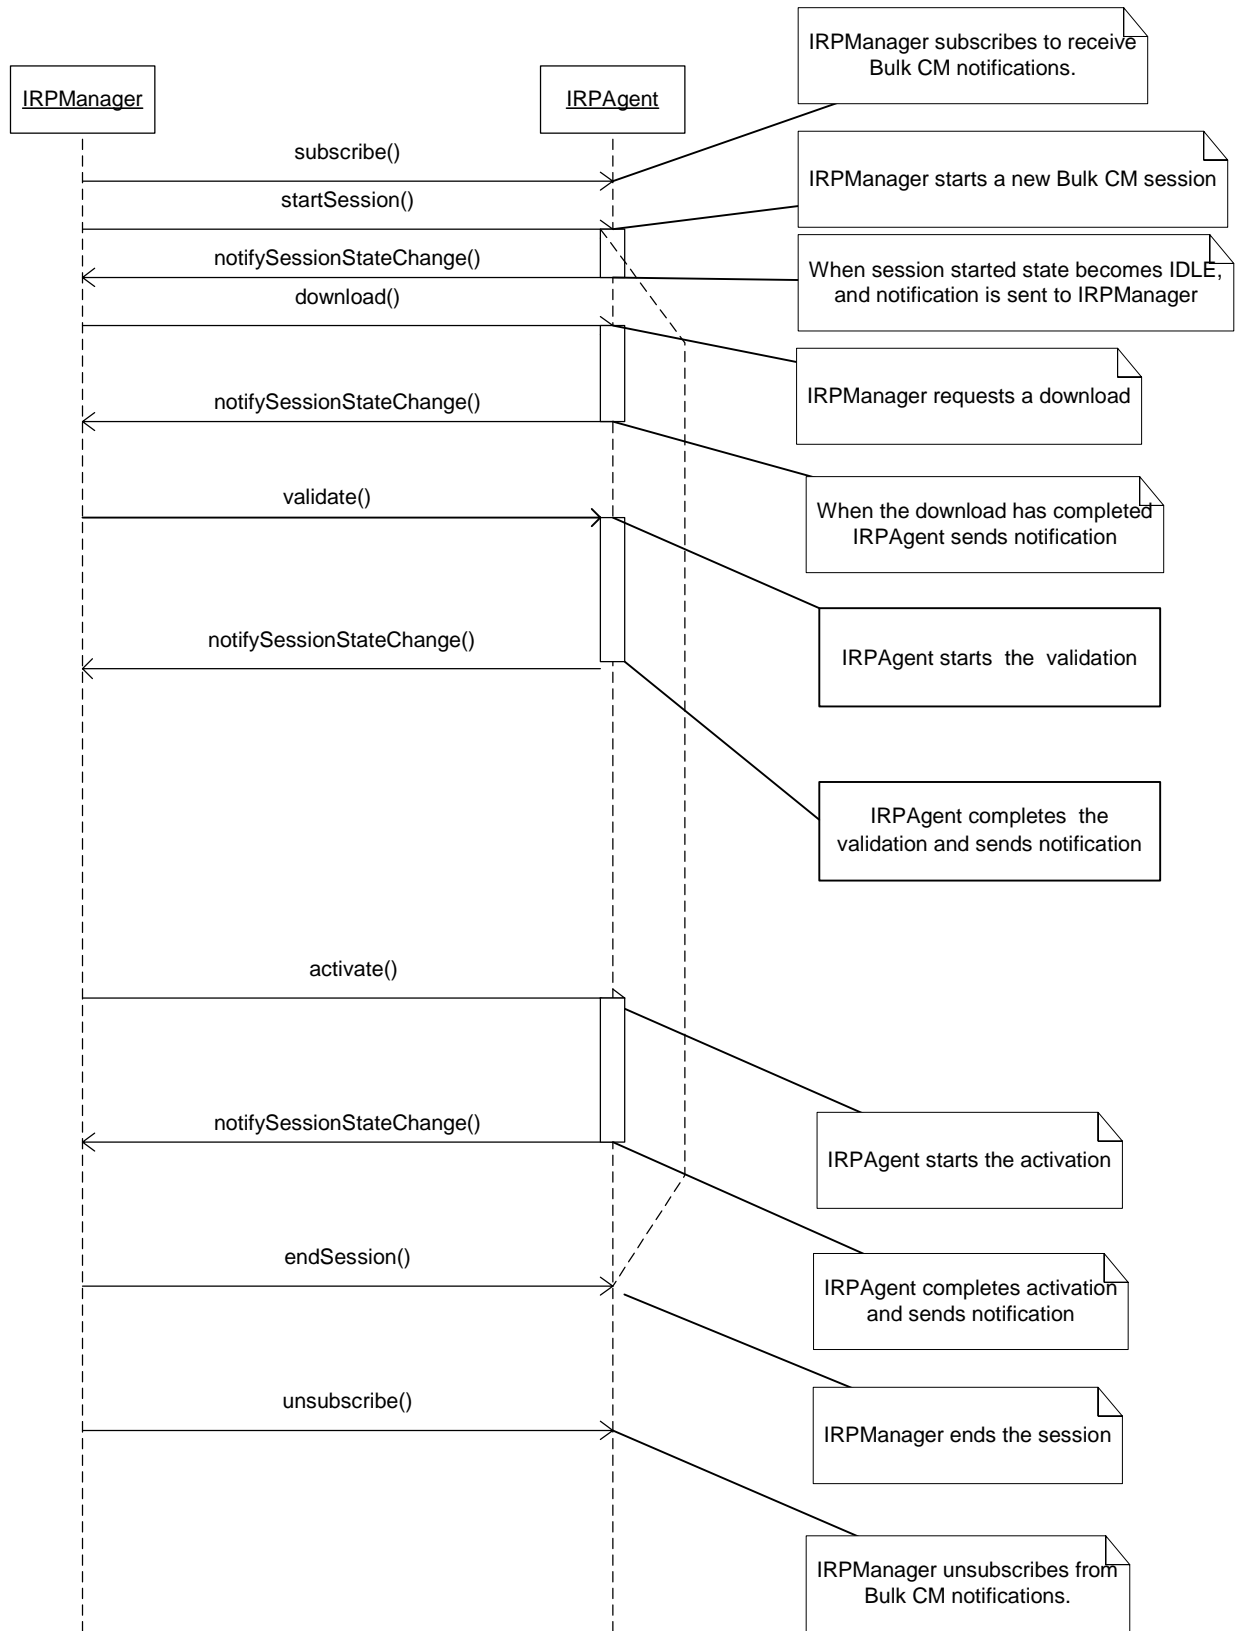 IRPManager subscribes to receive
Bulk CM notifications.
IRPManager
IRPAgent
subscribe()
IRPManager starts a new Bulk CM session
startSession()
notifySessionStateChange()
When session started state becomes IDLE,
and notification is sent to IRPManager
download()
IRPManager requests a download
notifySessionStateChange()
validate()
When the download has completed
IRPAgent sends notification
notifySessionStateChange()
IRPAgent starts the validation
IRPAgent completes the
validation and sends notification
activate()
notifySessionStateChange()
IRPAgent starts the activation
endSession()
IRPAgent completes activation
and sends notification
unsubscribe()
IRPManager ends the session
IRPManager unsubscribes from
Bulk CM notifications.